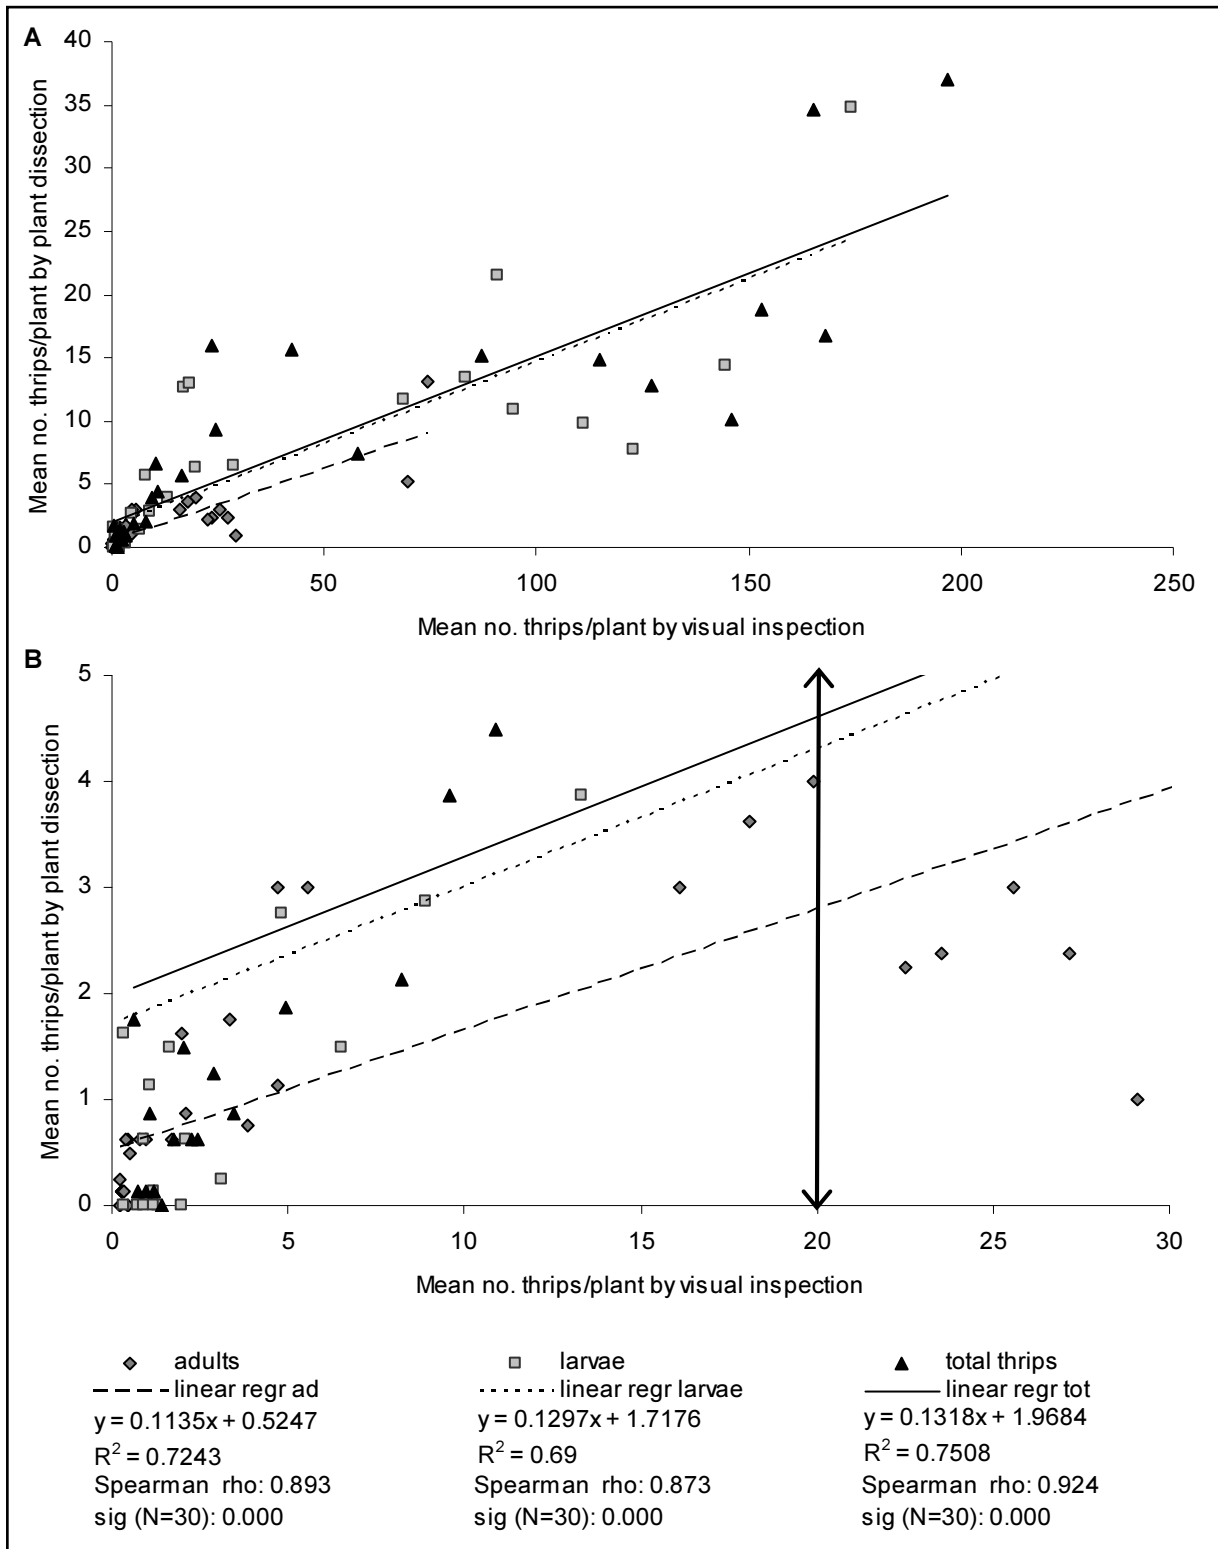 A
40
35
30
25
20
15
10
5
0
Mean no. thrips/plant by plant dissection
0 50 100 150 200 250
Mean no. thrips/plant by visual inspection
B
5
4
3
2
1
0
Mean no. thrips/plant by plant dissection
0 5 10 15 20 25 30
Mean no. thrips/plant by visual inspection
adults larvae total thrips
linear regr ad linear regr larvae linear regr tot
y = 0.1135x + 0.5247 y = 0.1297x + 1.7176 y = 0.1318x + 1.9684
R² = 0.7243 R² = 0.69 R² = 0.7508
Spearman rho: 0.893 Spearman rho: 0.873 Spearman rho: 0.924
sig (N=30): 0.000 sig (N=30): 0.000 sig (N=30): 0.000